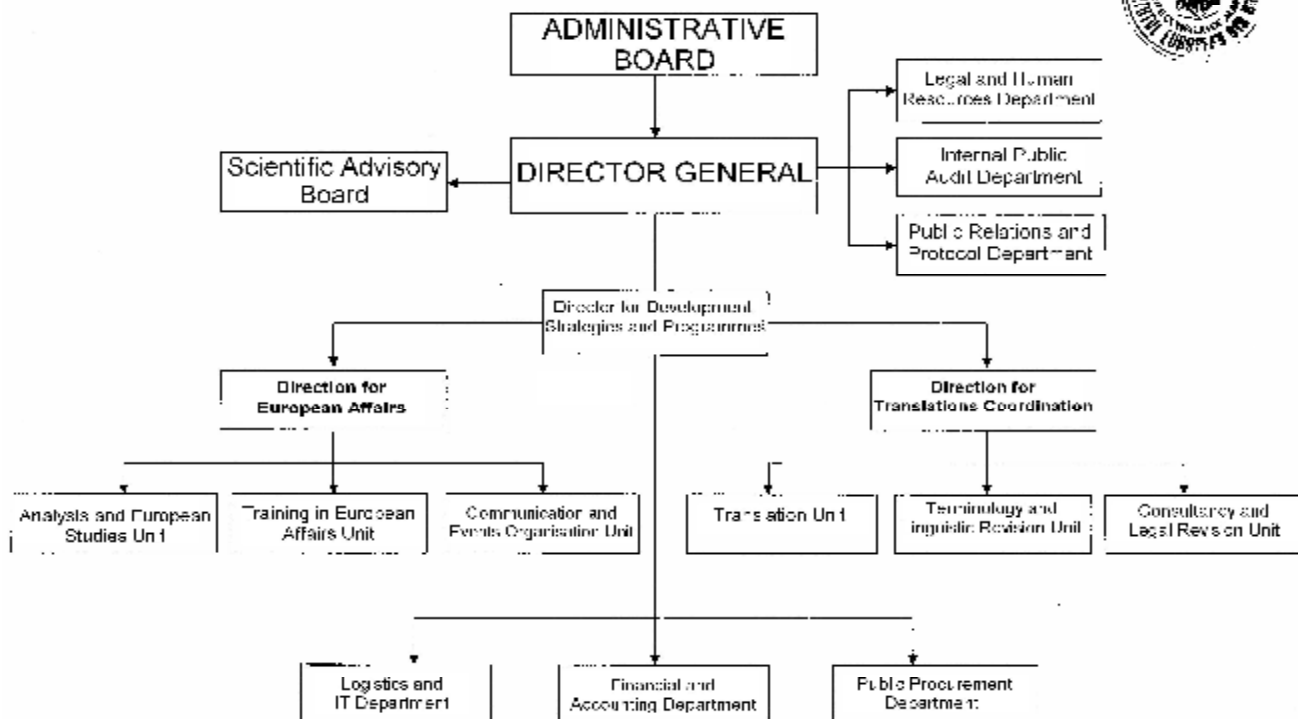 ADMINISTRATIVE
BOARD
Legal and Human
Resources Department
Scientific Advisory
Board
DIRECTOR GENERAL
Internal Public
Audit Department
Public Relations and
Protocol Department
Director for Development
Strategies and Programmes
Direction for
European Affairs
Direction for
Translations Coordination
Analysis and European
Studies Unit
Training in European
Affairs Unit
Communication and
Events Organisation Unit
Translation Unit
Terminology and
Linguistic Revision Unit
Consultancy and
Legal Revision Unit
Logistics and
IT Department
Financial and
Accounting Department
Public Procurement
Department